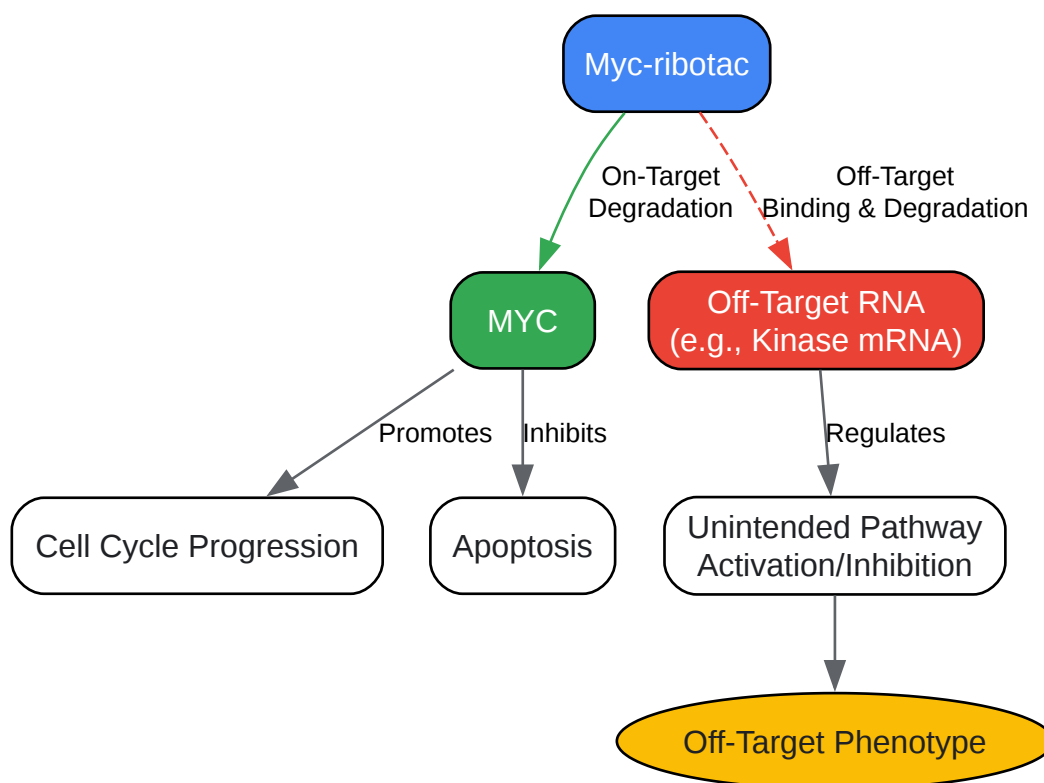 Myc-ribotac
On-Target
Degradation
Off-Target
Binding & Degradation
MYC
Off-Target RNA
(e.g., Kinase mRNA)
Promotes
Inhibits
Regulates
Cell Cycle Progression
Apoptosis
Unintended Pathway
Activation/Inhibition
Off-Target Phenotype